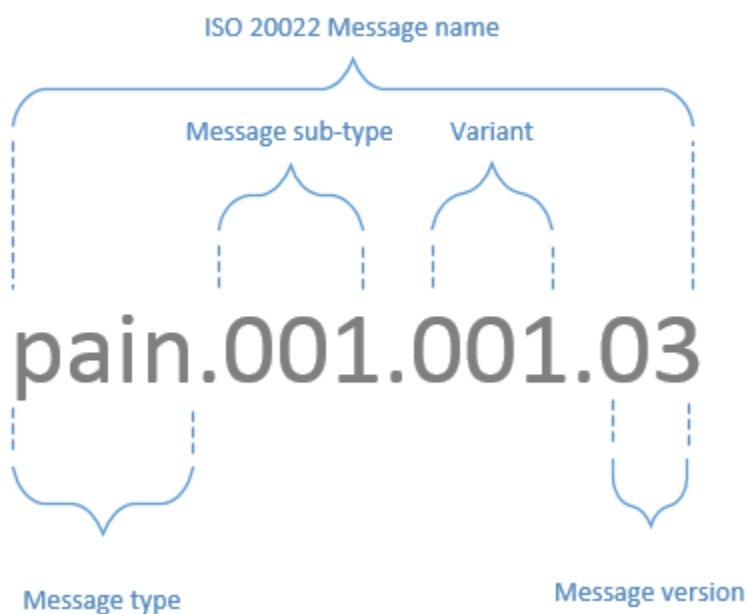 ISO 20022 Message name
Message sub-type
Variant
pain.001.001.03
Message type
Message version